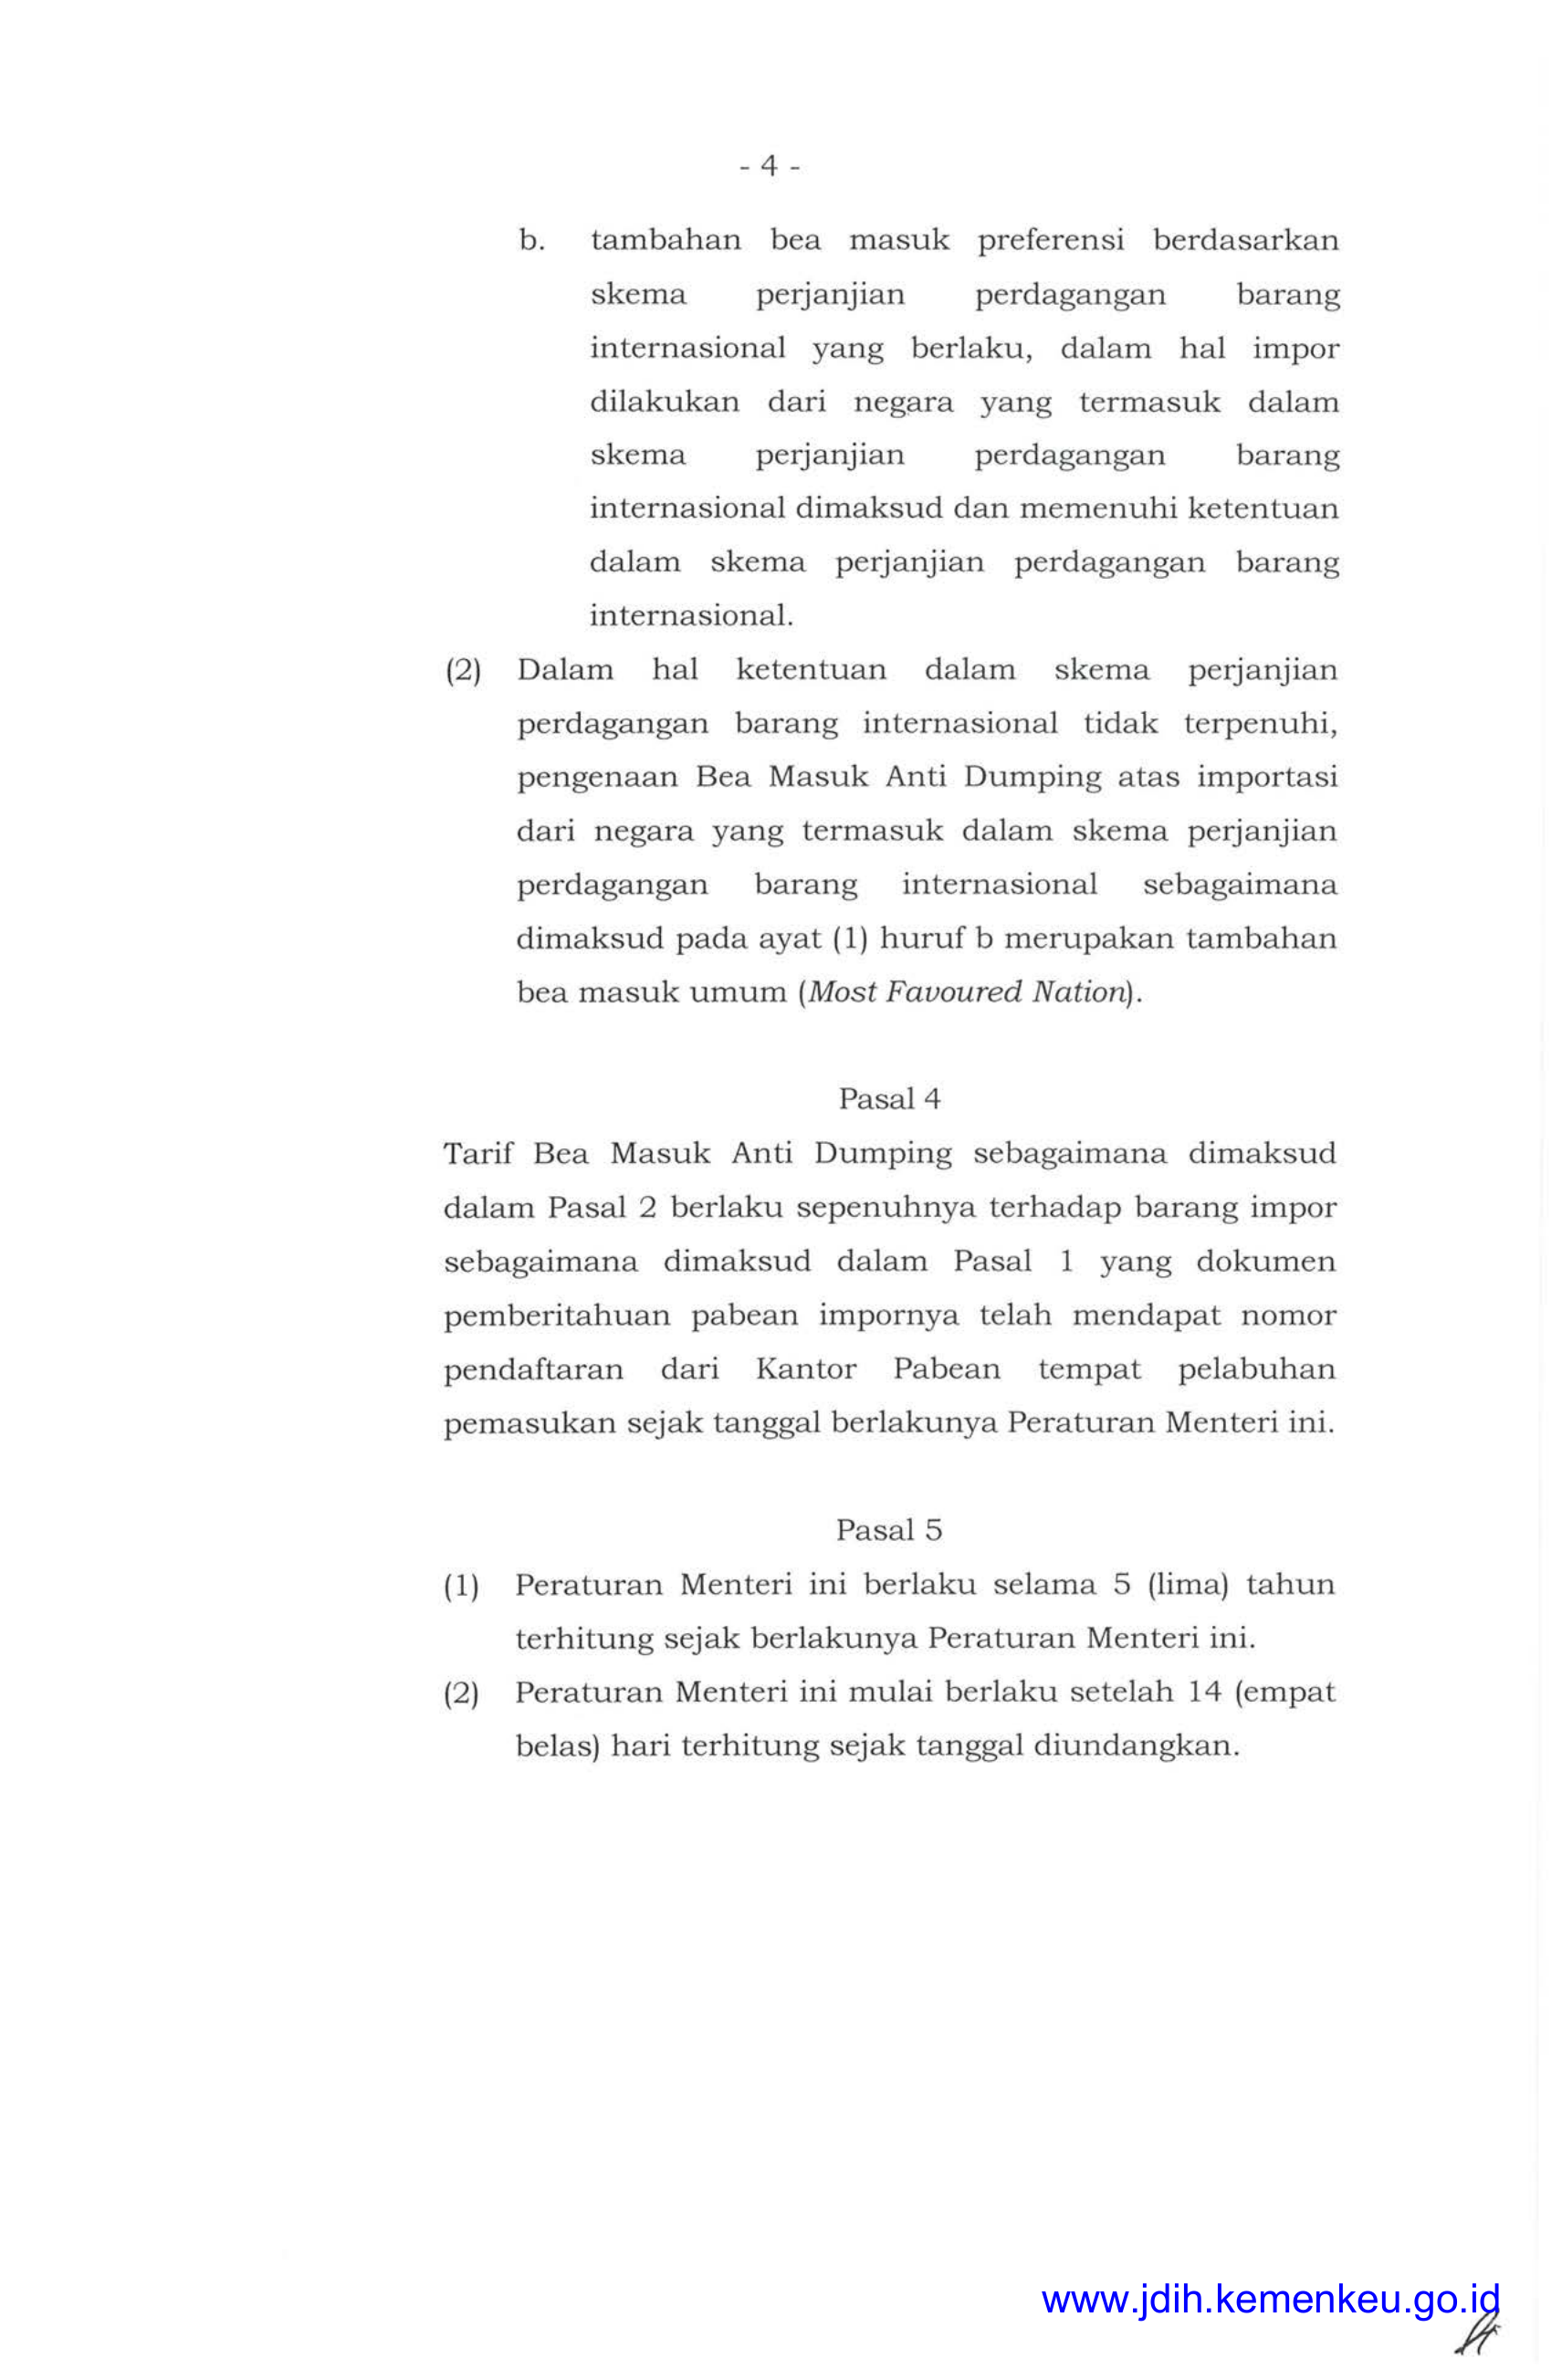 - 4 -
b. tambahan bea masuk preferensi berdasarkan
skema perjanjian perdagangan barang
internasional yang berlaku, dalam hal impor
dilakukan dari negara yang termasuk dalam
skema perjanjian perdagangan barang
internasional dimaksud dan memenuhi ketentuan
dalam skema perjanjian perdagangan barang
internasional.
(2) Dalam hal ketentuan dalam skema perjanjian
perdagangan barang internasional tidak terpenuhi,
pengenaan Bea Masuk Anti Dumping atas importasi
dari negara yang termasuk dalam skema perjanjian
perdagangan barang internasional sebagaimana
dimaksud pada ayat (1) huruf b merupakan tambahan
bea masuk umum (Most Favoured Nation).
Pasal 4
Tarif Bea Masuk Anti Dumping sebagaimana dimaksud
dalam Pasal 2 berlaku sepenuhnya terhadap barang impor
sebagaimana dimaksud dalam Pasal 1 yang dokumen
pemberitahuan pabean impornya telah mendapat nomor
pendaftaran dari Kantor Pabean tempat pelabuhan
pemasukan sejak tanggal berlakunya Peraturan Menteri ini.
Pasal 5
(1) Peraturan Menteri ini berlaku selama 5 (lima) tahun
terhitung sejak berlakunya Peraturan Menteri ini.
(2) Peraturan Menteri ini mulai berlaku setelah 14 (empat
belas) hari terhitung sejak tanggal diundangkan.
www.jdih.kemenkeu.go.id